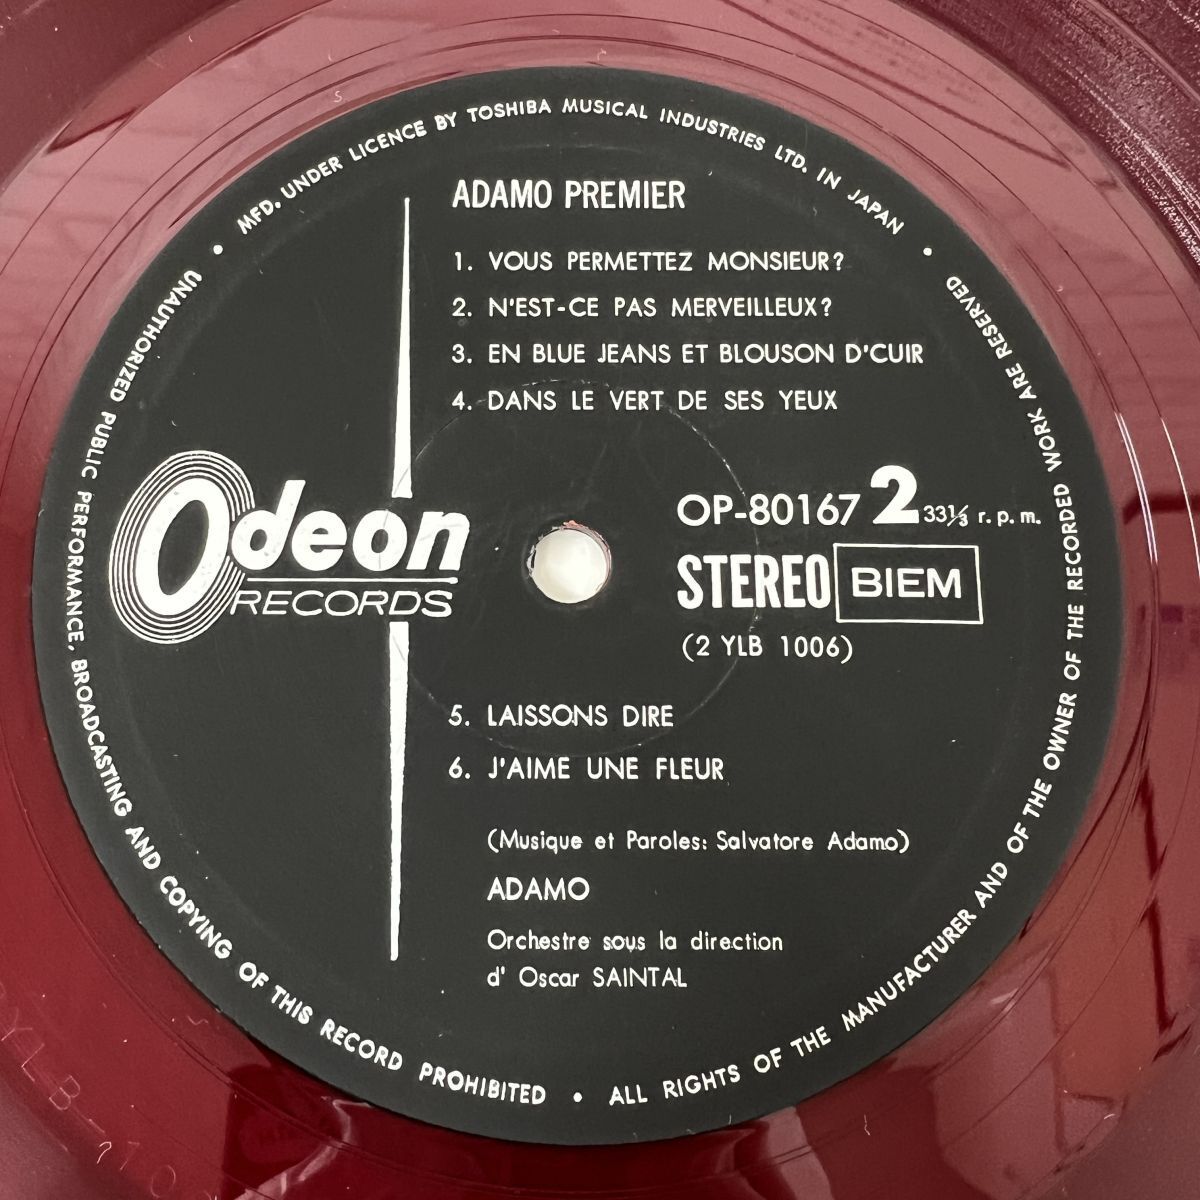 MFD. UNDER LICENCE BY TOSHIBA MUSICAL INDUSTRIES LTD. IN JAPAN •
ADAMO PREMIER
1. VOUS PERMETTEZ MONSIEUR?
2. N'EST-CE PAS MERVEILLEUX?
3. EN BLUE JEANS ET BLOUSON D'CUIR
4. DANS LE VERT DE SES YEUX
Odeon
RECORDS
OP-80167 2 33⅓ r.p.m.
STEREO BIEM
(2 YLB 1006)
5. LAISSONS DIRE
6. J'AIME UNE FLEUR
(Musique et Paroles: Salvatore Adamo)
ADAMO
Orchestre sous la direction
d' Oscar SAINTAL
UNAUTHORIZED PUBLIC PERFORMANCE, BROADCASTING AND COPYING OF THIS RECORD PROHIBITED •
ALL RIGHTS OF THE MANUFACTURER AND OF THE OWNER OF THE RECORDED WORK ARE RESERVED •